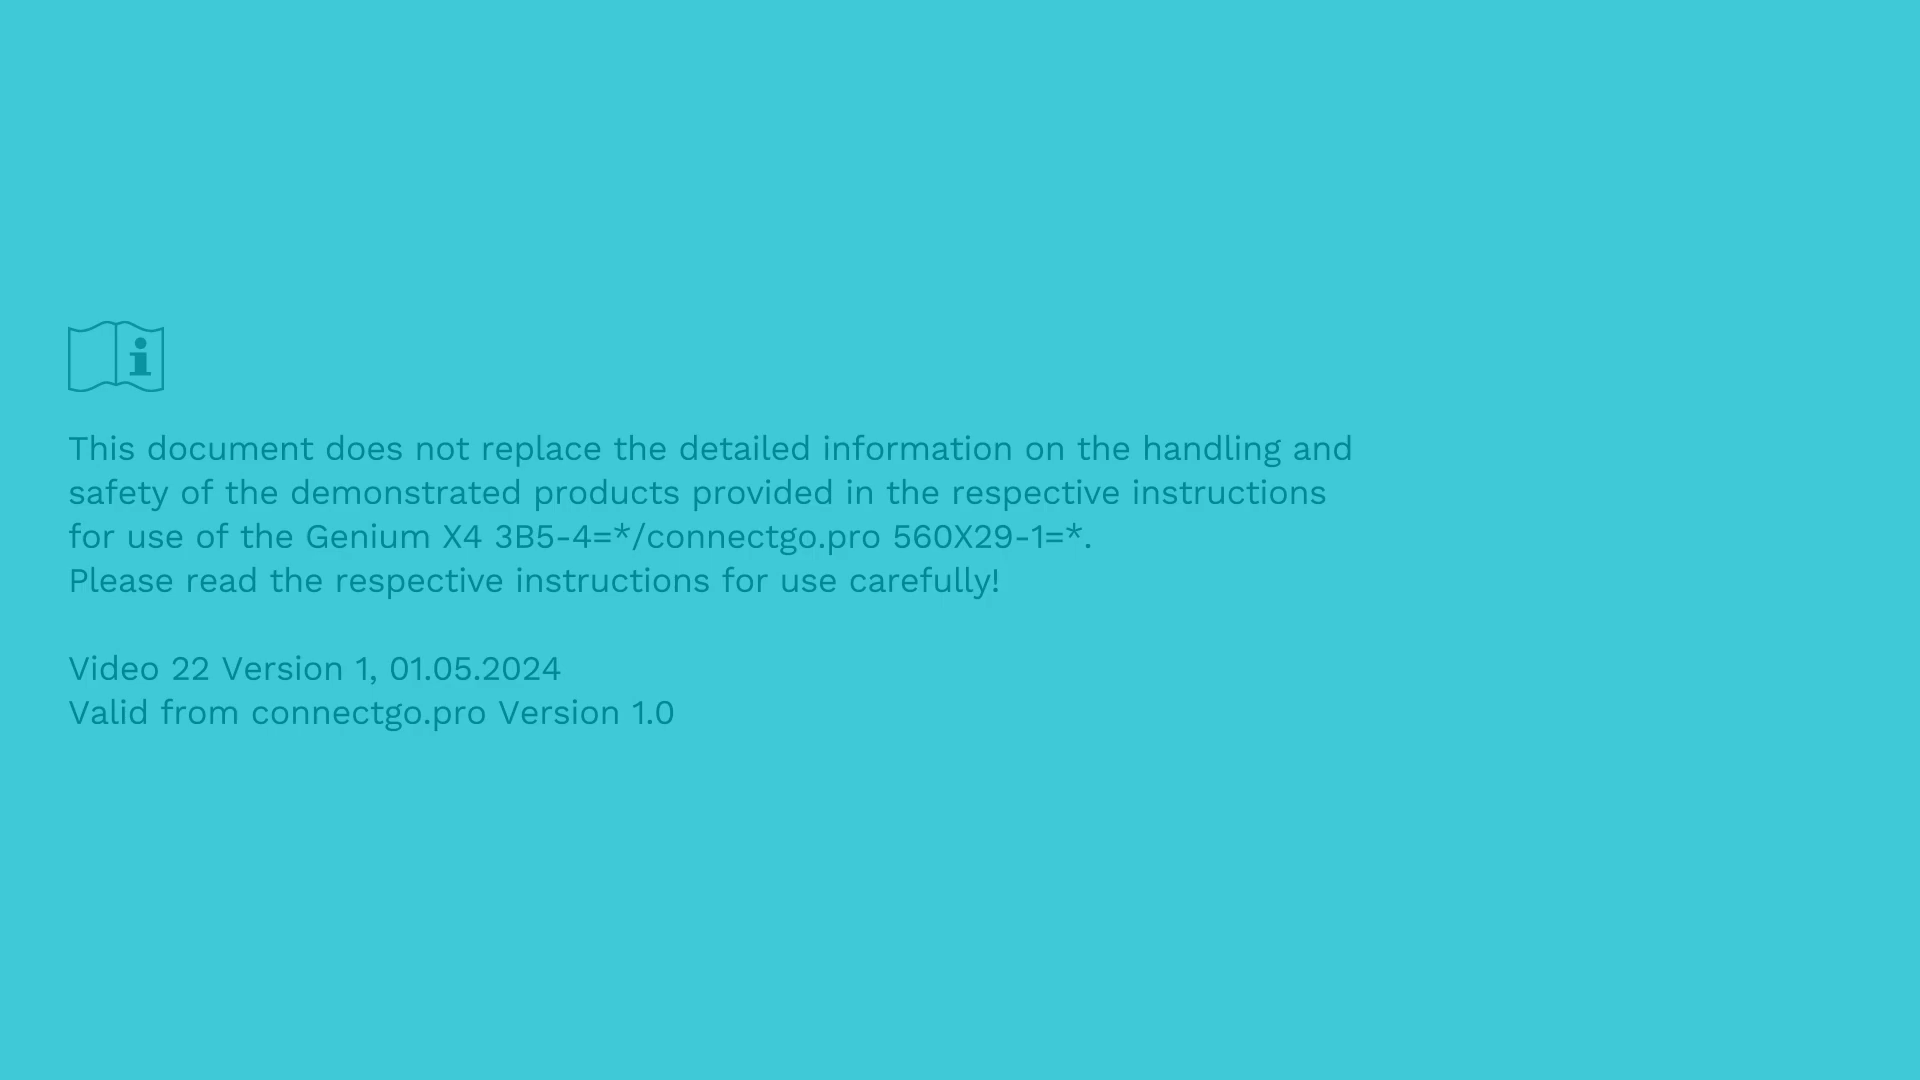 This document does not replace the detailed information on the handling and
safety of the demonstrated products provided in the respective instructions
for use of the Genium X4 3B5-4=*/connectgo.pro 560X29-1=*.
Please read the respective instructions for use carefully!
Video 22 Version 1, 01.05.2024
Valid from connectgo.pro Version 1.0